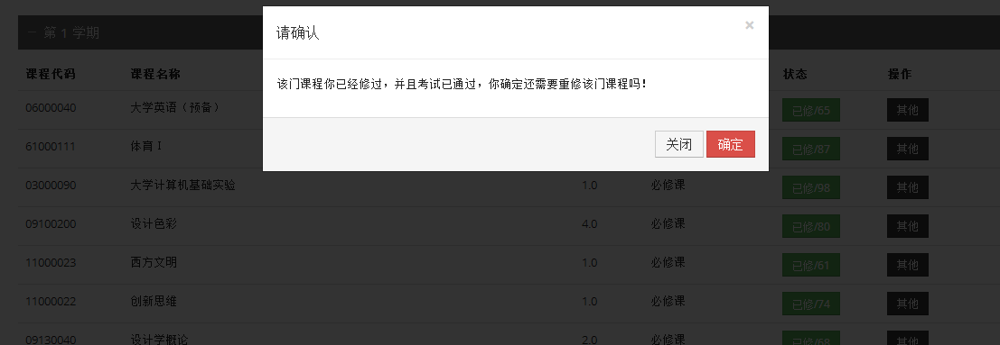 请确认
×
该门课程你已经修过，并且考试已通过，你确定还需要重修该门课程吗！
关闭 确定
— 第 1 学期
课程代码 课程名称 状态 操作
06000040 大学英语（预备） 已修/65 其他
61000111 体育Ⅰ 已修/87 其他
03000090 大学计算机基础实验 1.0 必修课 已修/98 其他
09100200 设计色彩 4.0 必修课 已修/80 其他
11000023 西方文明 1.0 必修课 已修/61 其他
11000022 创新思维 1.0 必修课 已修/74 其他
09130040 设计学概论 2.0 必修课 已修/68 其他